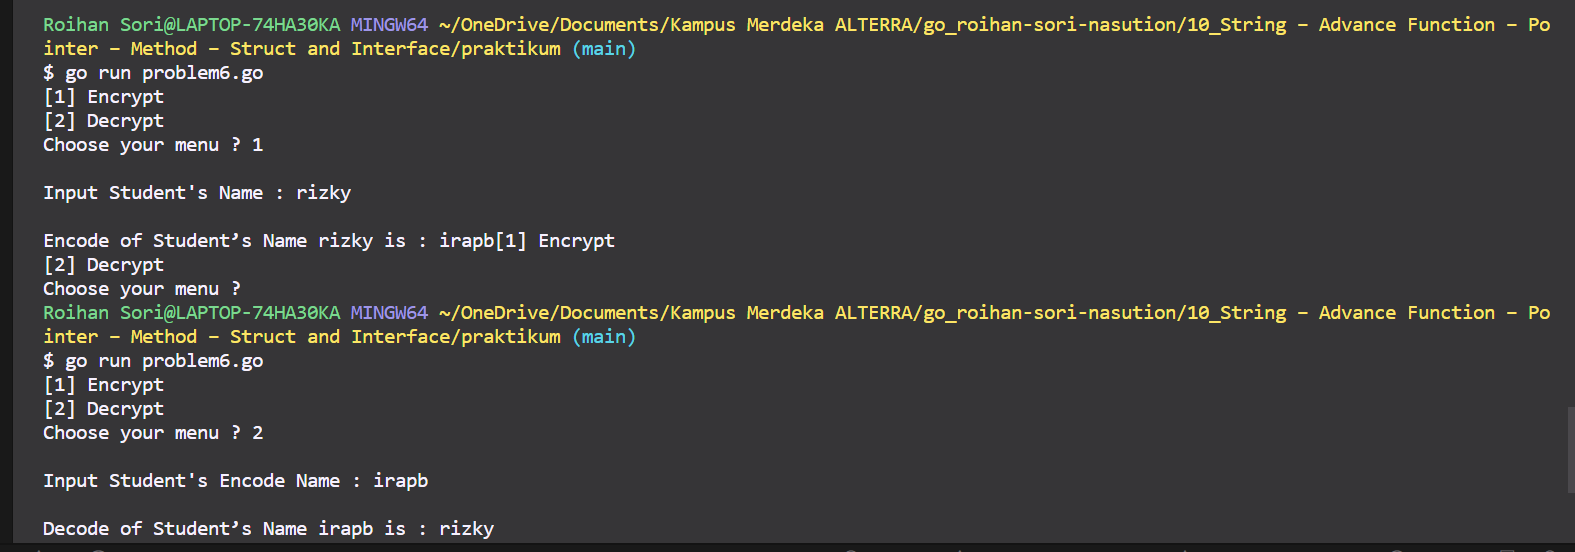 Roihan Sori@LAPTOP-74HA30KA MINGW64 ~/OneDrive/Documents/Kampus Merdeka ALTERRA/go_roihan-sori-nasution/10_String – Advance Function – Po
inter – Method – Struct and Interface/praktikum (main)
$ go run problem6.go
[1] Encrypt
[2] Decrypt
Choose your menu ? 1
Input Student's Name : rizky
Encode of Student’s Name rizky is : irapb[1] Encrypt
[2] Decrypt
Choose your menu ?
Roihan Sori@LAPTOP-74HA30KA MINGW64 ~/OneDrive/Documents/Kampus Merdeka ALTERRA/go_roihan-sori-nasution/10_String – Advance Function – Po
inter – Method – Struct and Interface/praktikum (main)
$ go run problem6.go
[1] Encrypt
[2] Decrypt
Choose your menu ? 2
Input Student's Encode Name : irapb
Decode of Student’s Name irapb is : rizky